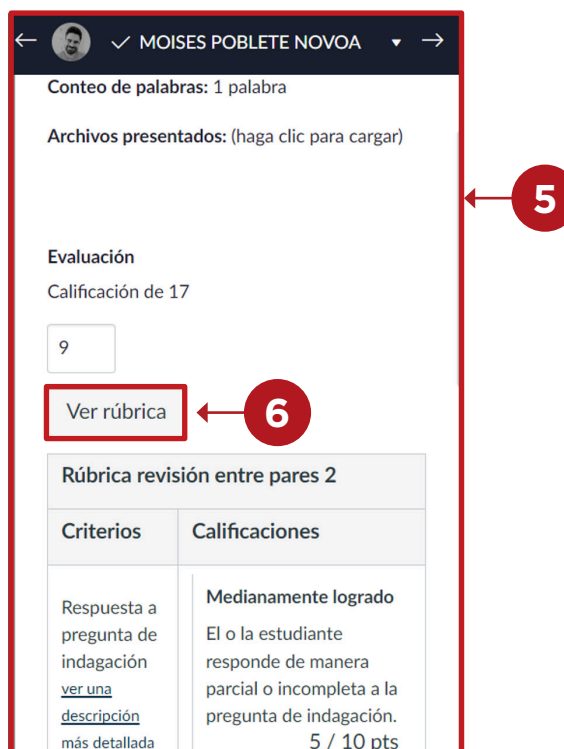 MOISES POBLETE NOVOA
Conteo de palabras: 1 palabra
Archivos presentados: (haga clic para cargar)
5
Evaluación
Calificación de 17
9
Ver rúbrica
6
Rúbrica revisión entre pares 2
Criterios
Calificaciones
Respuesta a
pregunta de
indagación
ver una
descripción
más detallada
Medianamente logrado
El o la estudiante
responde de manera
parcial o incompleta a la
pregunta de indagación.
5 / 10 pts